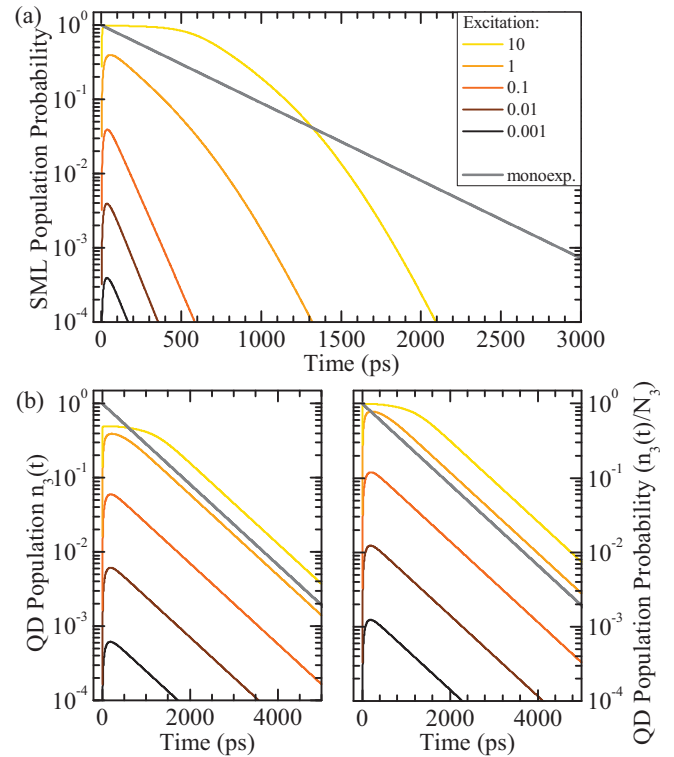 (a)
SML Population Probability
10^0
10^-1
10^-2
10^-3
10^-4
Excitation:
10
1
0.1
0.01
0.001
monoexp.
0 500 1000 1500 2000 2500 3000
Time (ps)
(b)
QD Population n_3(t)
10^0
10^-1
10^-2
10^-3
10^-4
0 2000 4000
Time (ps)
0 2000 4000
Time (ps)
10^0
10^-1
10^-2
10^-3
10^-4
QD Population Probability (n_3(t)/N_3)